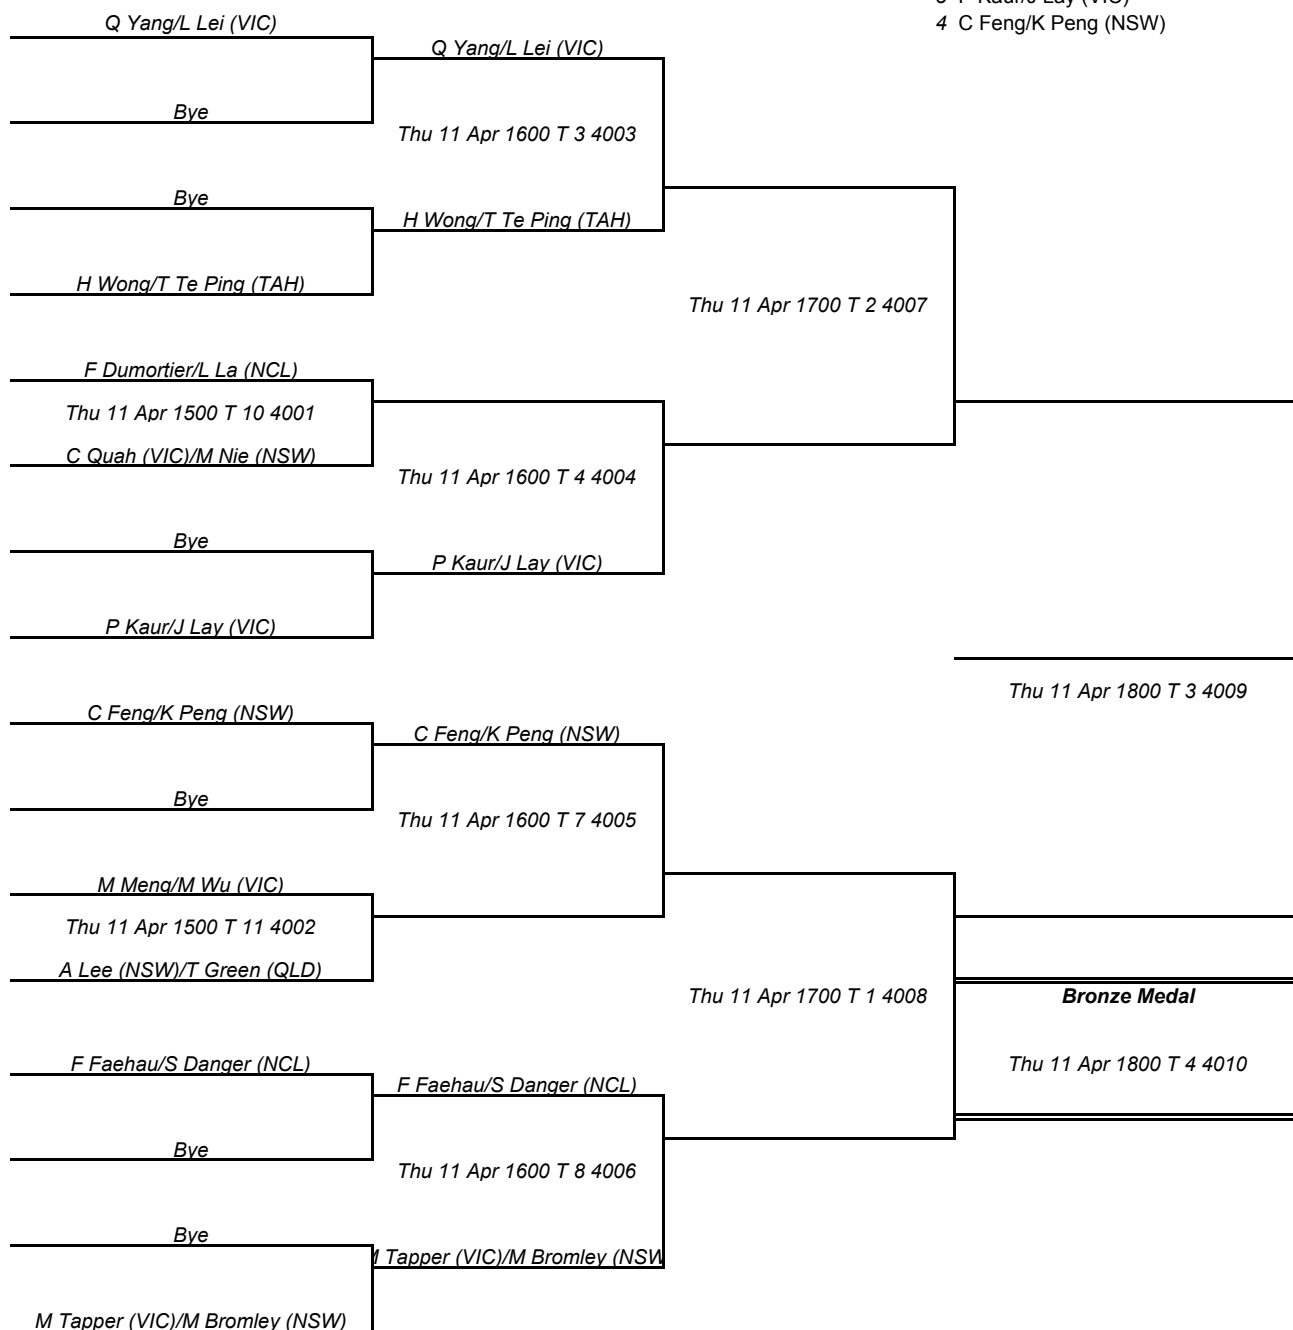 3 P Kaur/J Lay (VIC)
4 C Feng/K Peng (NSW)
Q Yang/L Lei (VIC)
Q Yang/L Lei (VIC)
Bye
Thu 11 Apr 1600 T 3 4003
Bye
H Wong/T Te Ping (TAH)
H Wong/T Te Ping (TAH)
Thu 11 Apr 1700 T 2 4007
F Dumortier/L La (NCL)
Thu 11 Apr 1500 T 10 4001
C Quah (VIC)/M Nie (NSW)
Thu 11 Apr 1600 T 4 4004
Bye
P Kaur/J Lay (VIC)
P Kaur/J Lay (VIC)
Thu 11 Apr 1800 T 3 4009
C Feng/K Peng (NSW)
C Feng/K Peng (NSW)
Bye
Thu 11 Apr 1600 T 7 4005
M Meng/M Wu (VIC)
Thu 11 Apr 1500 T 11 4002
A Lee (NSW)/T Green (QLD)
Thu 11 Apr 1700 T 1 4008
Bronze Medal
F Faehau/S Danger (NCL)
Thu 11 Apr 1800 T 4 4010
F Faehau/S Danger (NCL)
Bye
Thu 11 Apr 1600 T 8 4006
Bye
M Tapper (VIC)/M Bromley (NSW
M Tapper (VIC)/M Bromley (NSW)